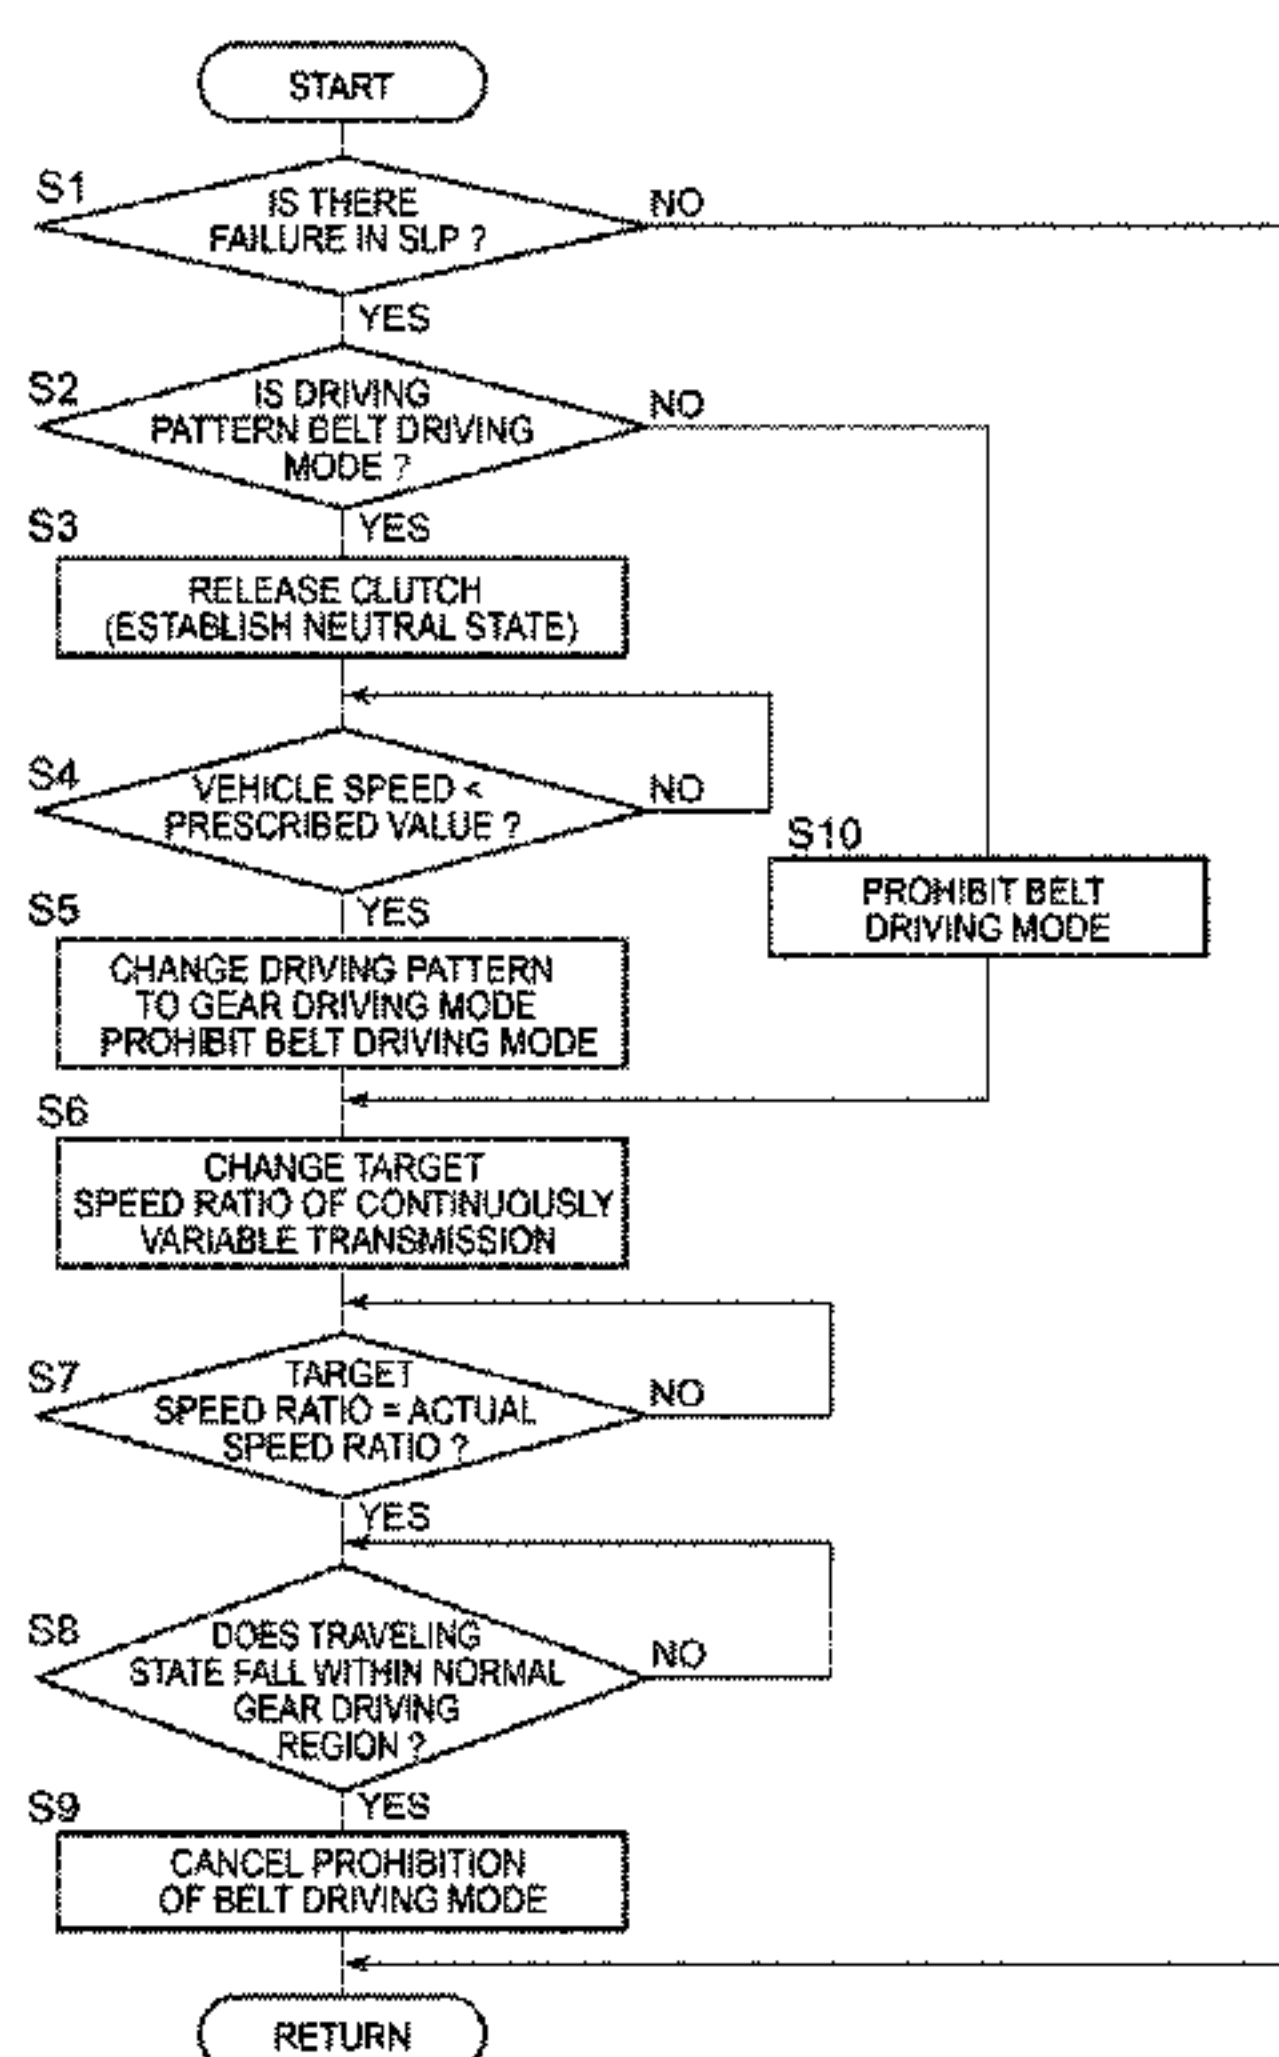 START
S1
IS THERE
FAILURE IN SLP ?
NO
YES
S2
IS DRIVING
PATTERN BELT DRIVING
MODE ?
NO
YES
S3
RELEASE CLUTCH
(ESTABLISH NEUTRAL STATE)
S4
VEHICLE SPEED <
PRESCRIBED VALUE ?
NO
YES
S10
PROHIBIT BELT
DRIVING MODE
S5
CHANGE DRIVING PATTERN
TO GEAR DRIVING MODE
PROHIBIT BELT DRIVING MODE
S6
CHANGE TARGET
SPEED RATIO OF CONTINUOUSLY
VARIABLE TRANSMISSION
S7
TARGET
SPEED RATIO = ACTUAL
SPEED RATIO ?
NO
YES
S8
DOES TRAVELING
STATE FALL WITHIN NORMAL
GEAR DRIVING
REGION ?
NO
YES
S9
CANCEL PROHIBITION
OF BELT DRIVING MODE
RETURN